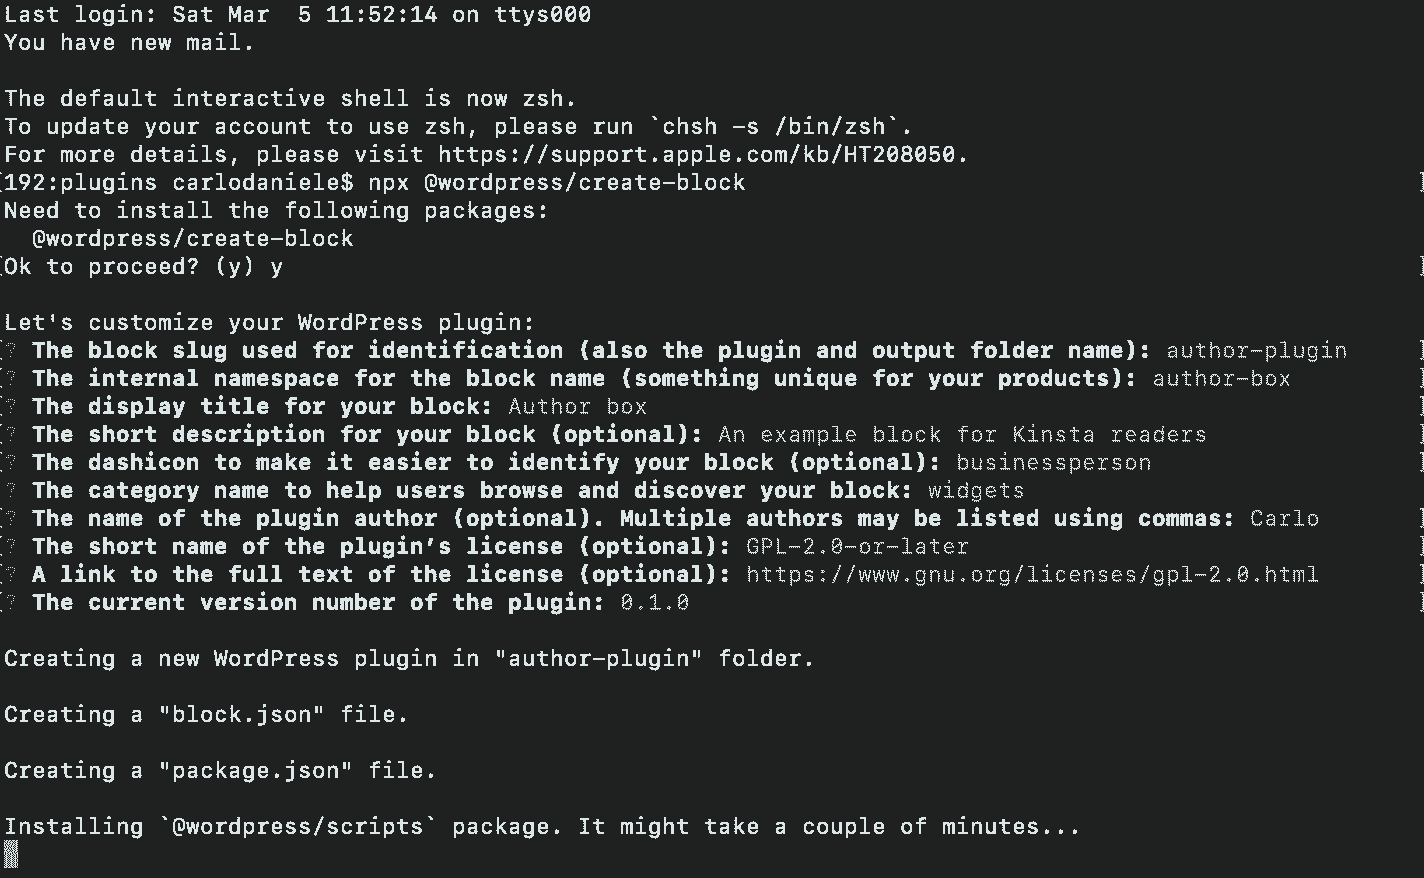 Last login: Sat Mar  5 11:52:14 on ttys000
You have new mail.
The default interactive shell is now zsh.
To update your account to use zsh, please run `chsh -s /bin/zsh`.
For more details, please visit https://support.apple.com/kb/HT208050.
[192:plugins carlodaniele$ npx @wordpress/create-block ]
Need to install the following packages:
  @wordpress/create-block
[Ok to proceed? (y) y ]
Let's customize your WordPress plugin:
[? The block slug used for identification (also the plugin and output folder name): author-plugin ]
[? The internal namespace for the block name (something unique for your products): author-box ]
[? The display title for your block: Author box ]
[? The short description for your block (optional): An example block for Kinsta readers ]
[? The dashicon to make it easier to identify your block (optional): businessperson ]
[? The category name to help users browse and discover your block: widgets ]
[? The name of the plugin author (optional). Multiple authors may be listed using commas: Carlo ]
[? The short name of the plugin’s license (optional): GPL-2.0-or-later ]
[? A link to the full text of the license (optional): https://www.gnu.org/licenses/gpl-2.0.html ]
[? The current version number of the plugin: 0.1.0 ]
Creating a new WordPress plugin in "author-plugin" folder.
Creating a "block.json" file.
Creating a "package.json" file.
Installing `@wordpress/scripts` package. It might take a couple of minutes...